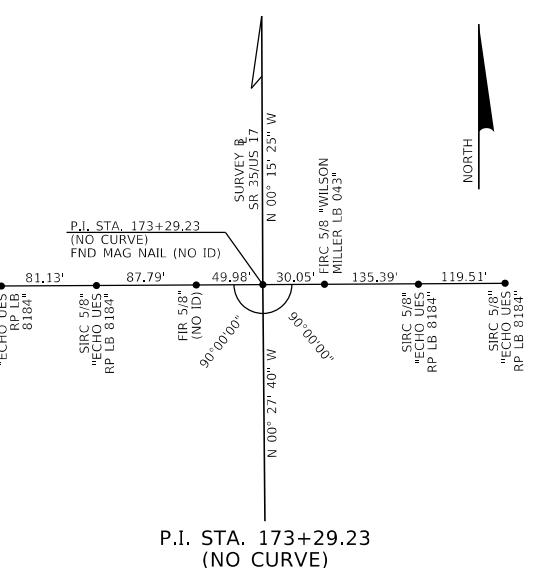 SURVEY ℄
SR 35/US 17
N 00° 15' 25" W
NORTH
P.I. STA. 173+29.23
(NO CURVE)
FND MAG NAIL (NO ID)
FIRC 5/8 "WILSON
MILLER LB 043"
81.13'
87.79'
49.98'
30.05'
135.39'
119.51'
"ECHO UES
RP LB
8184"
SIRC 5/8"
"ECHO UES
RP LB 8184"
FIR 5/8"
(NO ID)
90°00'00"
90°00'00"
SIRC 5/8"
"ECHO UES
RP LB 8184"
SIRC 5/8"
"ECHO UES
RP LB 8184"
N 00° 27' 40" W
P.I. STA. 173+29.23
(NO CURVE)